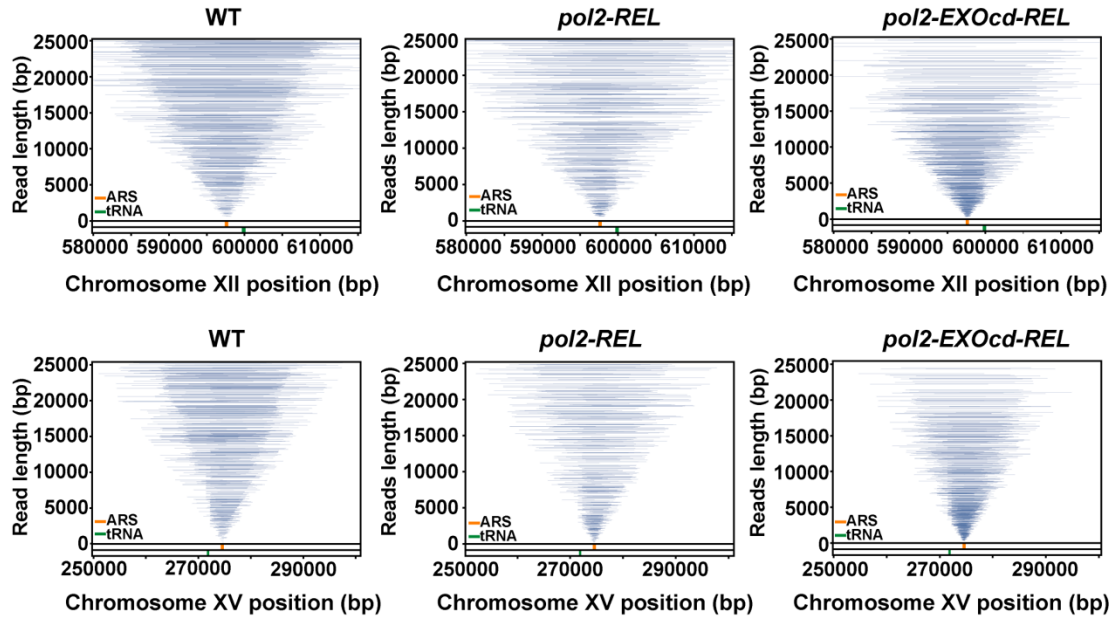 WT
Read length (bp)
25000
20000
15000
10000
5000
0
ARS
tRNA
580000 590000 600000 610000
Chromosome XII position (bp)
pol2-REL
Reads length (bp)
25000
20000
15000
10000
5000
0
ARS
tRNA
580000 590000 600000 610000
Chromosome XII position (bp)
pol2-EXOcd-REL
Reads length (bp)
25000
20000
15000
10000
5000
0
ARS
tRNA
580000 590000 600000 610000
Chromosome XII position (bp)
WT
Read length (bp)
25000
20000
15000
10000
5000
0
ARS
tRNA
250000 270000 290000
Chromosome XV position (bp)
pol2-REL
Reads length (bp)
25000
20000
15000
10000
5000
0
ARS
tRNA
250000 270000 290000
Chromosome XV position (bp)
pol2-EXOcd-REL
Reads length (bp)
25000
20000
15000
10000
5000
0
ARS
tRNA
250000 270000 290000
Chromosome XV position (bp)